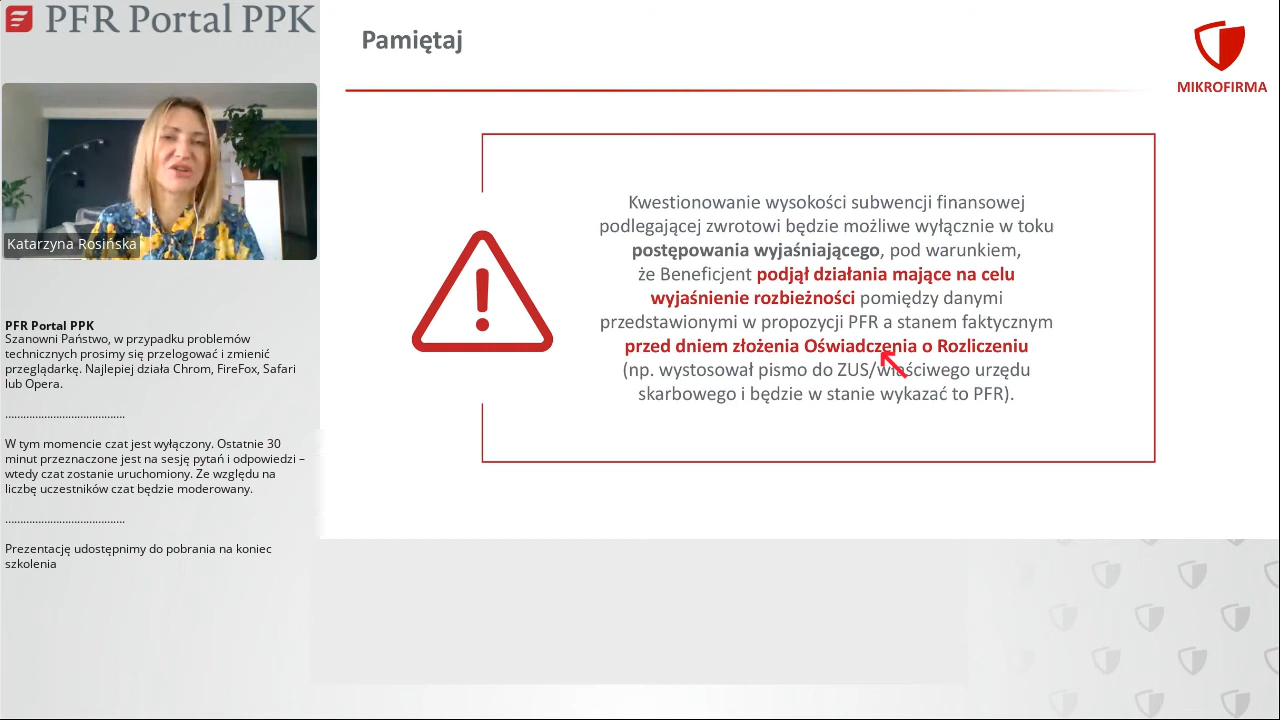 PFR Portal PPK
Pamiętaj
MIKROFIRMA
Katarzyna Rosińska
Kwestionowanie wysokości subwencji finansowej
podlegającej zwrotowi będzie możliwe wyłącznie w toku
postępowania wyjaśniającego, pod warunkiem,
że Beneficjent podjął działania mające na celu
wyjaśnienie rozbieżności pomiędzy danymi
przedstawionymi w propozycji PFR a stanem faktycznym
przed dniem złożenia Oświadczenia o Rozliczeniu
(np. wystosował pismo do ZUS/właściwego urzędu
skarbowego i będzie w stanie wykazać to PFR).
PFR Portal PPK
Szanowni Państwo, w przypadku problemów
technicznych prosimy się przelogować i zmienić
przeglądarkę. Najlepiej działa Chrom, FireFox, Safari
lub Opera.
........................................
W tym momencie czat jest wyłączony. Ostatnie 30
minut przeznaczone jest na sesję pytań i odpowiedzi –
wtedy czat zostanie uruchomiony. Ze względu na
liczbę uczestników czat będzie moderowany.
........................................
Prezentację udostępnimy do pobrania na koniec
szkolenia